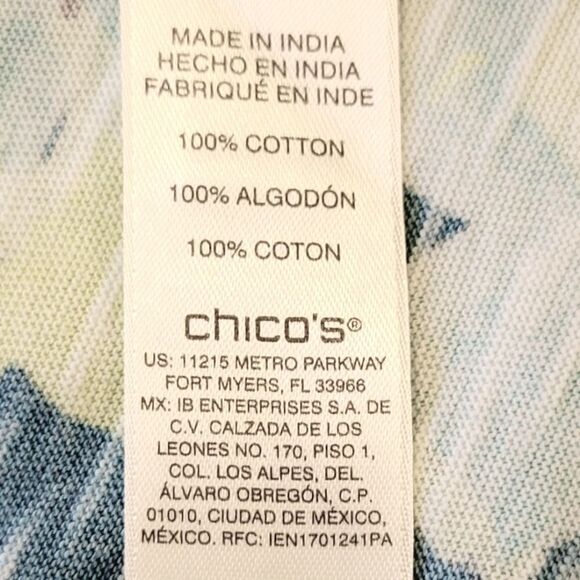 MADE IN INDIA
HECHO EN INDIA
FABRIQUÉ EN INDE
100% COTTON
100% ALGODÓN
100% COTON
chico's®
US: 11215 METRO PARKWAY
FORT MYERS, FL 33966
MX: IB ENTERPRISES S.A. DE
C.V. CALZADA DE LOS
LEONES NO. 170, PISO 1,
COL. LOS ALPES, DEL.
ÁLVARO OBREGÓN, C.P.
01010, CIUDAD DE MÉXICO,
MÉXICO. RFC: IEN1701241PA